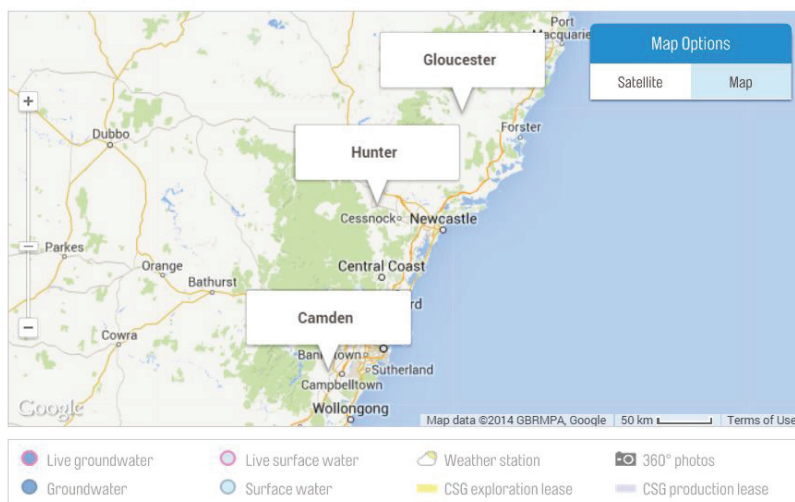 Port
Macquarie
Map Options
Satellite
Map
Gloucester
Dubbo
Forster
Hunter
Cessnock
Newcastle
Parkes
Orange
Bathurst
Central Coast
Camden
Cowra
Sutherland
Campbelltown
Wollongong
Google
Map data ©2014 GBRMPA, Google
50 km
Terms of Use
Live groundwater
Live surface water
Weather station
360° photos
Groundwater
Surface water
CSG exploration lease
CSG production lease